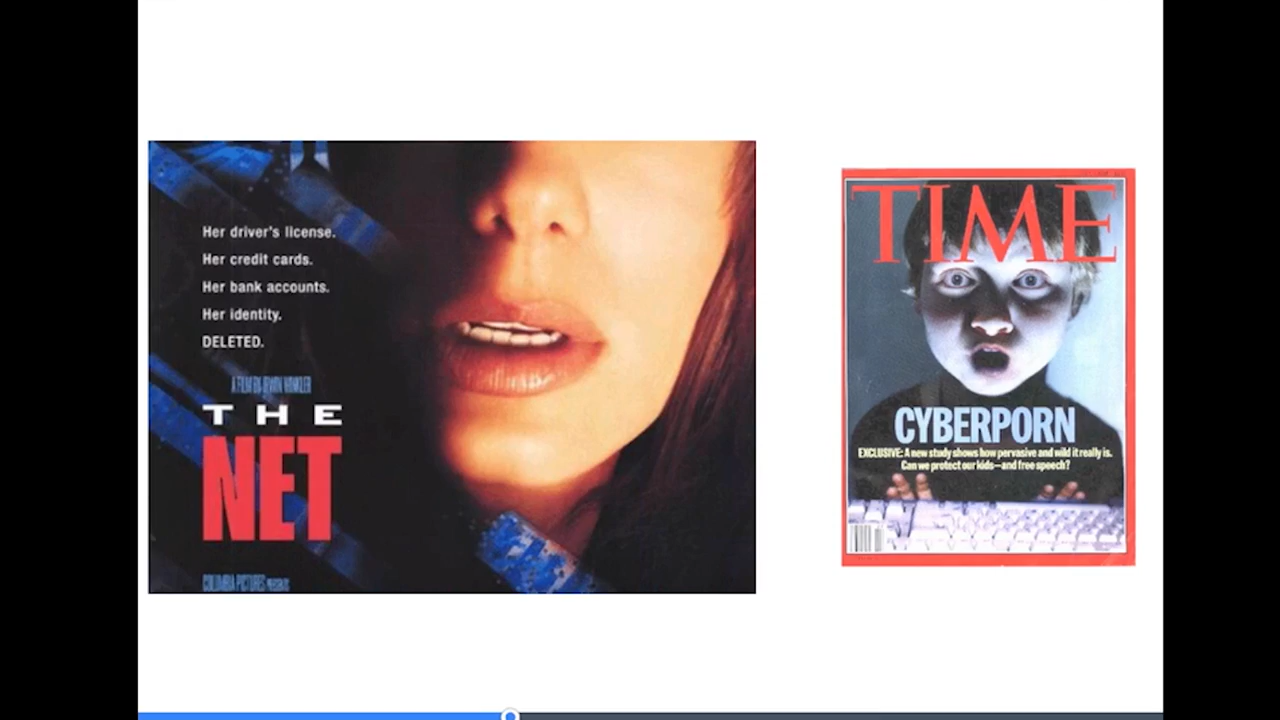 Her driver's license.
Her credit cards.
Her bank accounts.
Her identity.
DELETED.
A FILM BY IRWIN WINKLER
THE
NET
COLUMBIA PICTURES PRESENTS
TIME
CYBERPORN
EXCLUSIVE: A new study shows how pervasive and wild it really is.
Can we protect our kids—and free speech?